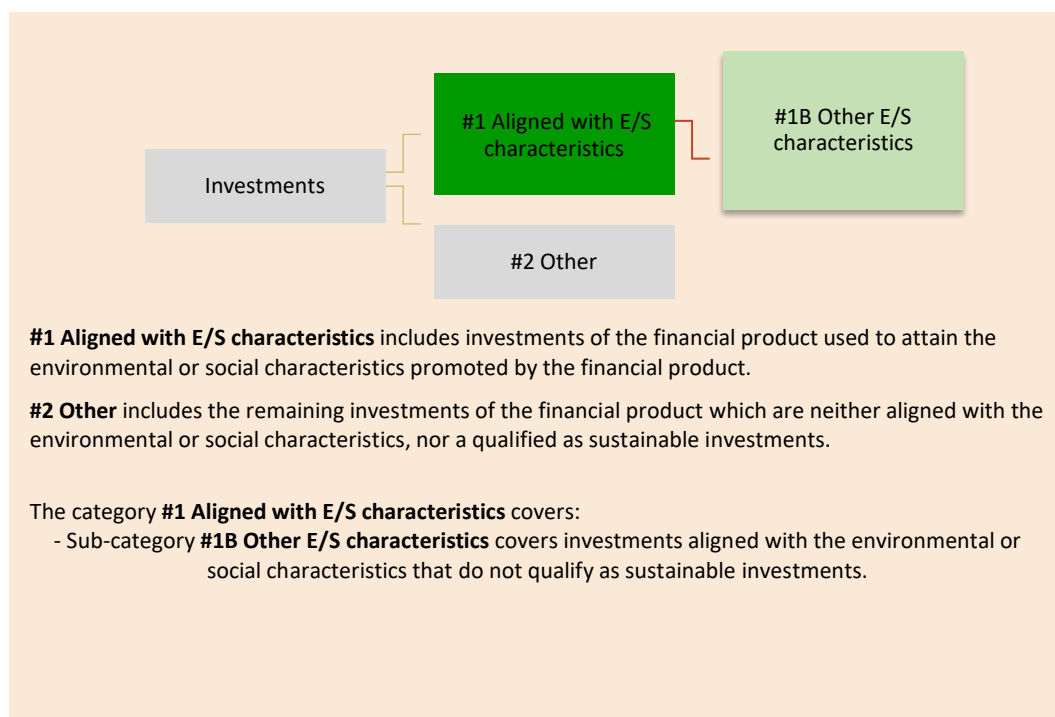 #1 Aligned with E/S
characteristics
#1B Other E/S
characteristics
Investments
#2 Other
#1 Aligned with E/S characteristics includes investments of the financial product used to attain the
environmental or social characteristics promoted by the financial product.
#2 Other includes the remaining investments of the financial product which are neither aligned with the
environmental or social characteristics, nor a qualified as sustainable investments.
The category #1 Aligned with E/S characteristics covers:
- Sub-category #1B Other E/S characteristics covers investments aligned with the environmental or
social characteristics that do not qualify as sustainable investments.